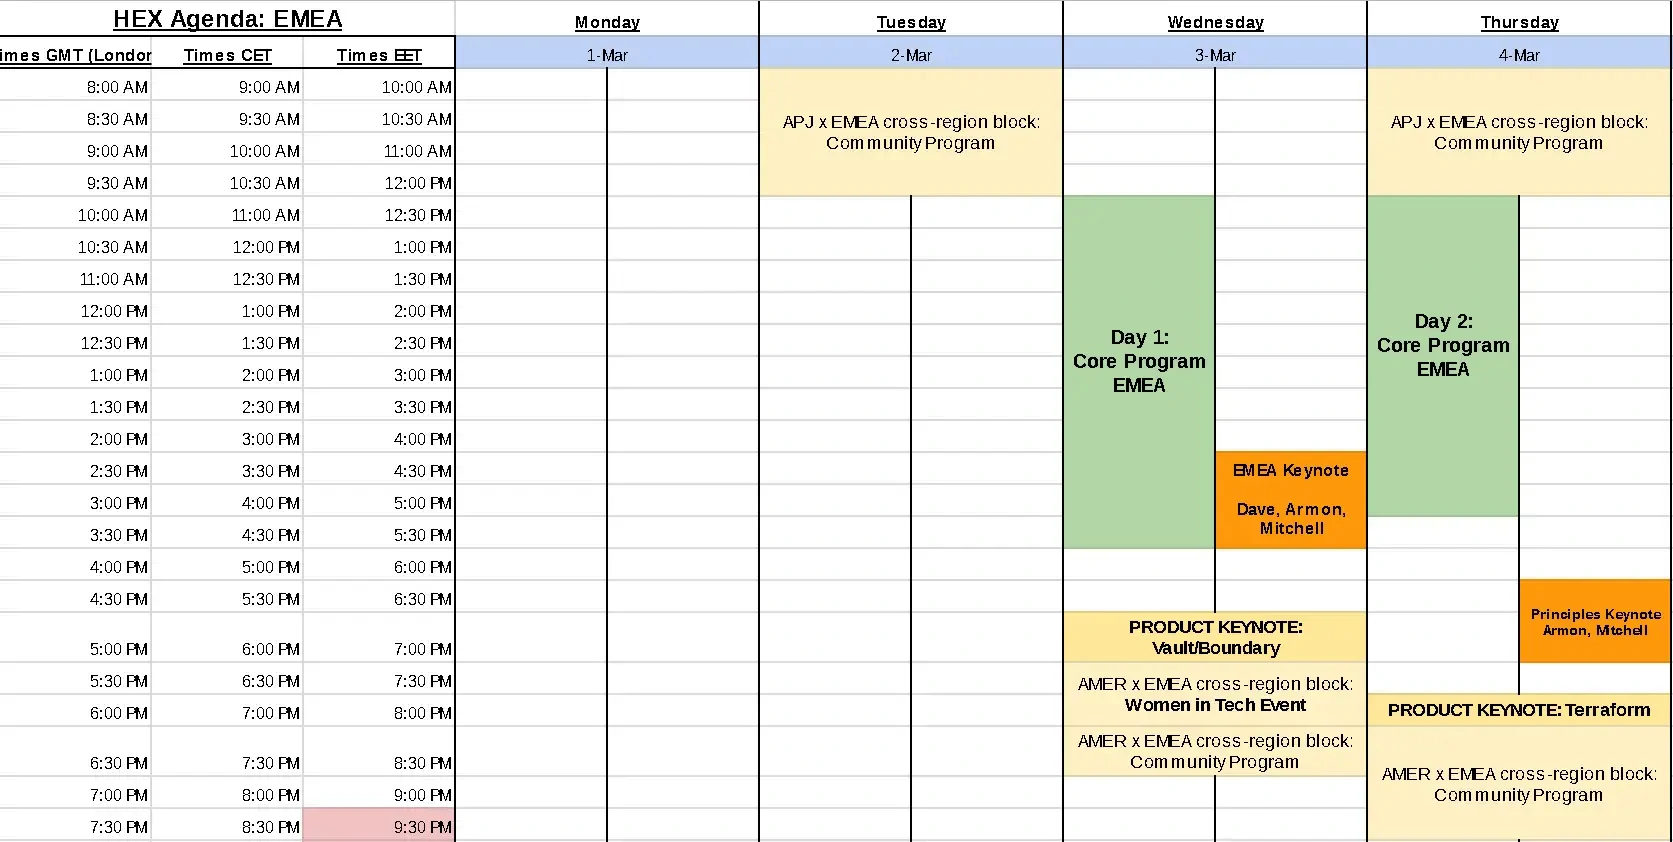 HEX Agenda: EMEA
Monday
Tuesday
Wednesday
Thursday
imes GMT (Londor
Times CET
Times EET
1-Mar
2-Mar
3-Mar
4-Mar
8:00 AM 9:00 AM 10:00 AM
8:30 AM 9:30 AM 10:30 AM
9:00 AM 10:00 AM 11:00 AM
9:30 AM 10:30 AM 12:00 PM
10:00 AM 11:00 AM 12:30 PM
10:30 AM 12:00 PM 1:00 PM
11:00 AM 12:30 PM 1:30 PM
12:00 PM 1:00 PM 2:00 PM
12:30 PM 1:30 PM 2:30 PM
1:00 PM 2:00 PM 3:00 PM
1:30 PM 2:30 PM 3:30 PM
2:00 PM 3:00 PM 4:00 PM
2:30 PM 3:30 PM 4:30 PM
3:00 PM 4:00 PM 5:00 PM
3:30 PM 4:30 PM 5:30 PM
4:00 PM 5:00 PM 6:00 PM
4:30 PM 5:30 PM 6:30 PM
5:00 PM 6:00 PM 7:00 PM
5:30 PM 6:30 PM 7:30 PM
6:00 PM 7:00 PM 8:00 PM
6:30 PM 7:30 PM 8:30 PM
7:00 PM 8:00 PM 9:00 PM
7:30 PM 8:30 PM 9:30 PM
APJ x EMEA cross-region block:
Community Program
Day 1:
Core Program
EMEA
EMEA Keynote
Dave, Armon,
Mitchell
PRODUCT KEYNOTE:
Vault/Boundary
AMER x EMEA cross-region block:
Women in Tech Event
AMER x EMEA cross-region block:
Community Program
APJ x EMEA cross-region block:
Community Program
Day 2:
Core Program
EMEA
Principles Keynote
Armon, Mitchell
PRODUCT KEYNOTE: Terraform
AMER x EMEA cross-region block:
Community Program